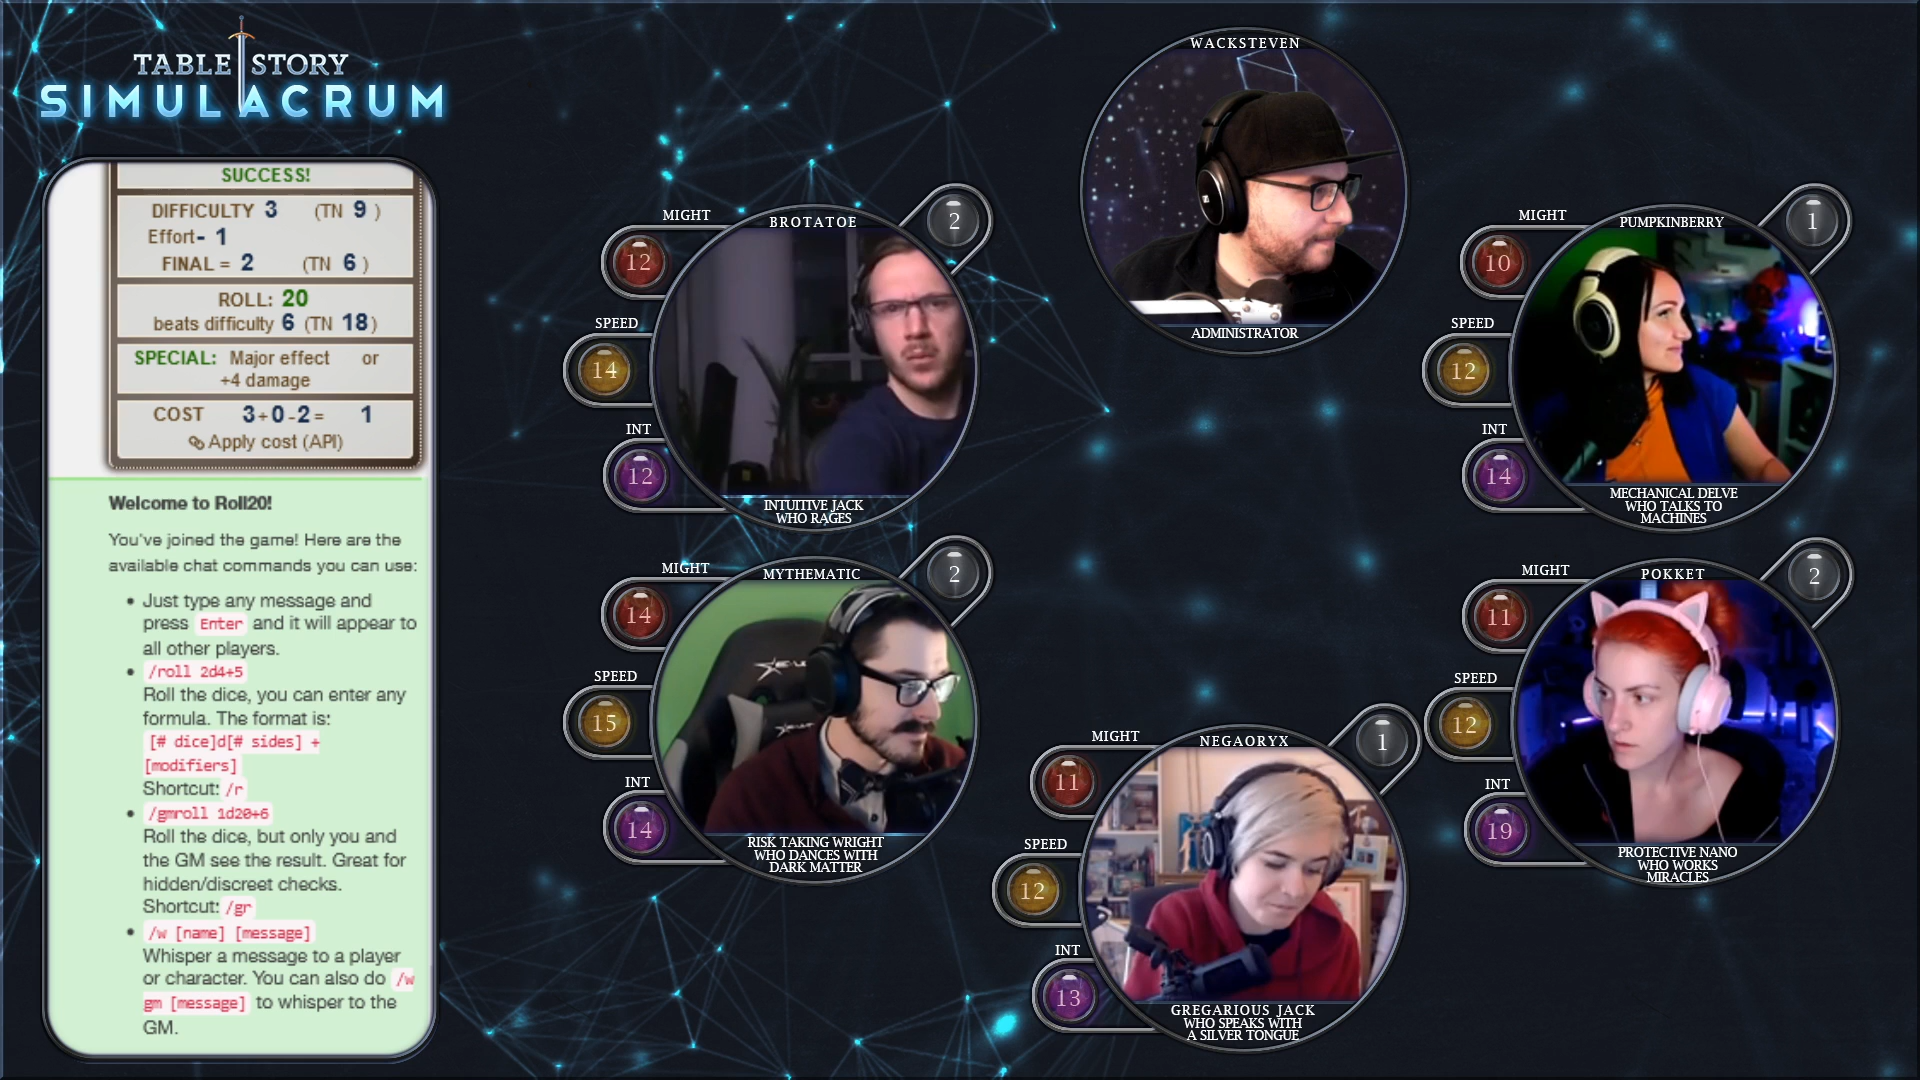 TABLE STORY
SIMULACRUM
SUCCESS!
DIFFICULTY 3 (TN 9 )
Effort- 1
FINAL = 2 (TN 6 )
ROLL: 20
beats difficulty 6 (TN 18)
SPECIAL: Major effect or
+4 damage
COST 3+0-2= 1
Apply cost (API)
Welcome to Roll20!
You've joined the game! Here are the
available chat commands you can use:
• Just type any message and
press Enter and it will appear to
all other players.
• /roll 2d4+5
Roll the dice, you can enter any
formula. The format is:
[# dice]d[# sides] +
[modifiers]
Shortcut: /r
• /gmroll 1d20+6
Roll the dice, but only you and
the GM see the result. Great for
hidden/discreet checks.
Shortcut: /gr
• /w [name] [message]
Whisper a message to a player
or character. You can also do /w
gm [message] to whisper to the
GM.
WACKSTEVEN
ADMINISTRATOR
BROTATOE
2
MIGHT
12
SPEED
14
INT
12
INTUITIVE JACK
WHO RAGES
PUMPKINBERRY
1
MIGHT
10
SPEED
12
INT
14
MECHANICAL DELVE
WHO TALKS TO
MACHINES
MYTHEMATIC
2
MIGHT
14
SPEED
15
INT
14
RISK TAKING WRIGHT
WHO DANCES WITH
DARK MATTER
NEGAORYX
1
MIGHT
11
SPEED
12
INT
13
GREGARIOUS JACK
WHO SPEAKS WITH
A SILVER TONGUE
POKKET
2
MIGHT
11
SPEED
12
INT
19
PROTECTIVE NANO
WHO WORKS
MIRACLES